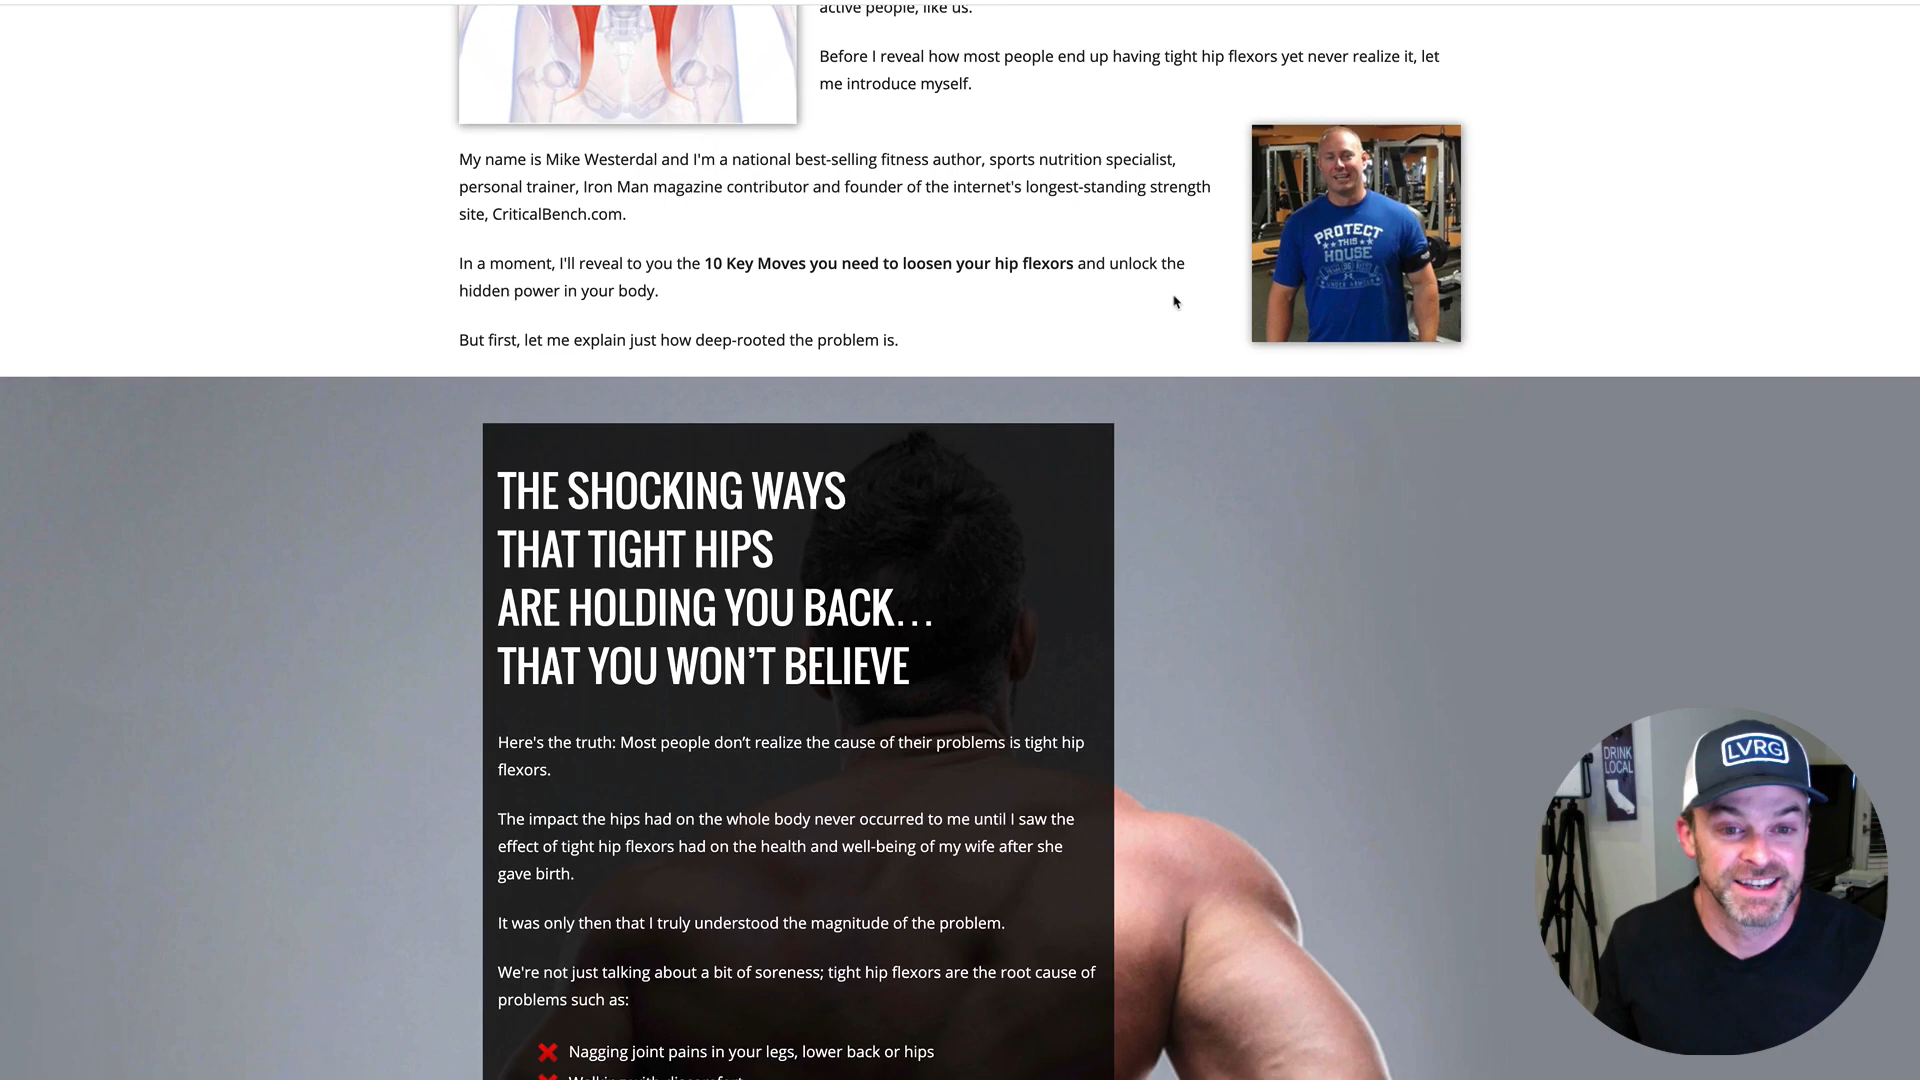 active people, like us.
Before I reveal how most people end up having tight hip flexors yet never realize it, let
me introduce myself.
My name is Mike Westerdal and I'm a national best-selling fitness author, sports nutrition specialist,
personal trainer, Iron Man magazine contributor and founder of the internet's longest-standing strength
site, CriticalBench.com.
In a moment, I'll reveal to you the 10 Key Moves you need to loosen your hip flexors and unlock the
hidden power in your body.
But first, let me explain just how deep-rooted the problem is.
PROTECT
THIS
HOUSE
UNDER ARMOUR
THE SHOCKING WAYS
THAT TIGHT HIPS
ARE HOLDING YOU BACK…
THAT YOU WON’T BELIEVE
Here's the truth: Most people don’t realize the cause of their problems is tight hip
flexors.
The impact the hips had on the whole body never occurred to me until I saw the
effect of tight hip flexors had on the health and well-being of my wife after she
gave birth.
It was only then that I truly understood the magnitude of the problem.
We're not just talking about a bit of soreness; tight hip flexors are the root cause of
problems such as:
Nagging joint pains in your legs, lower back or hips
Walking with discomfort
DRINK
LOCAL
LVRG